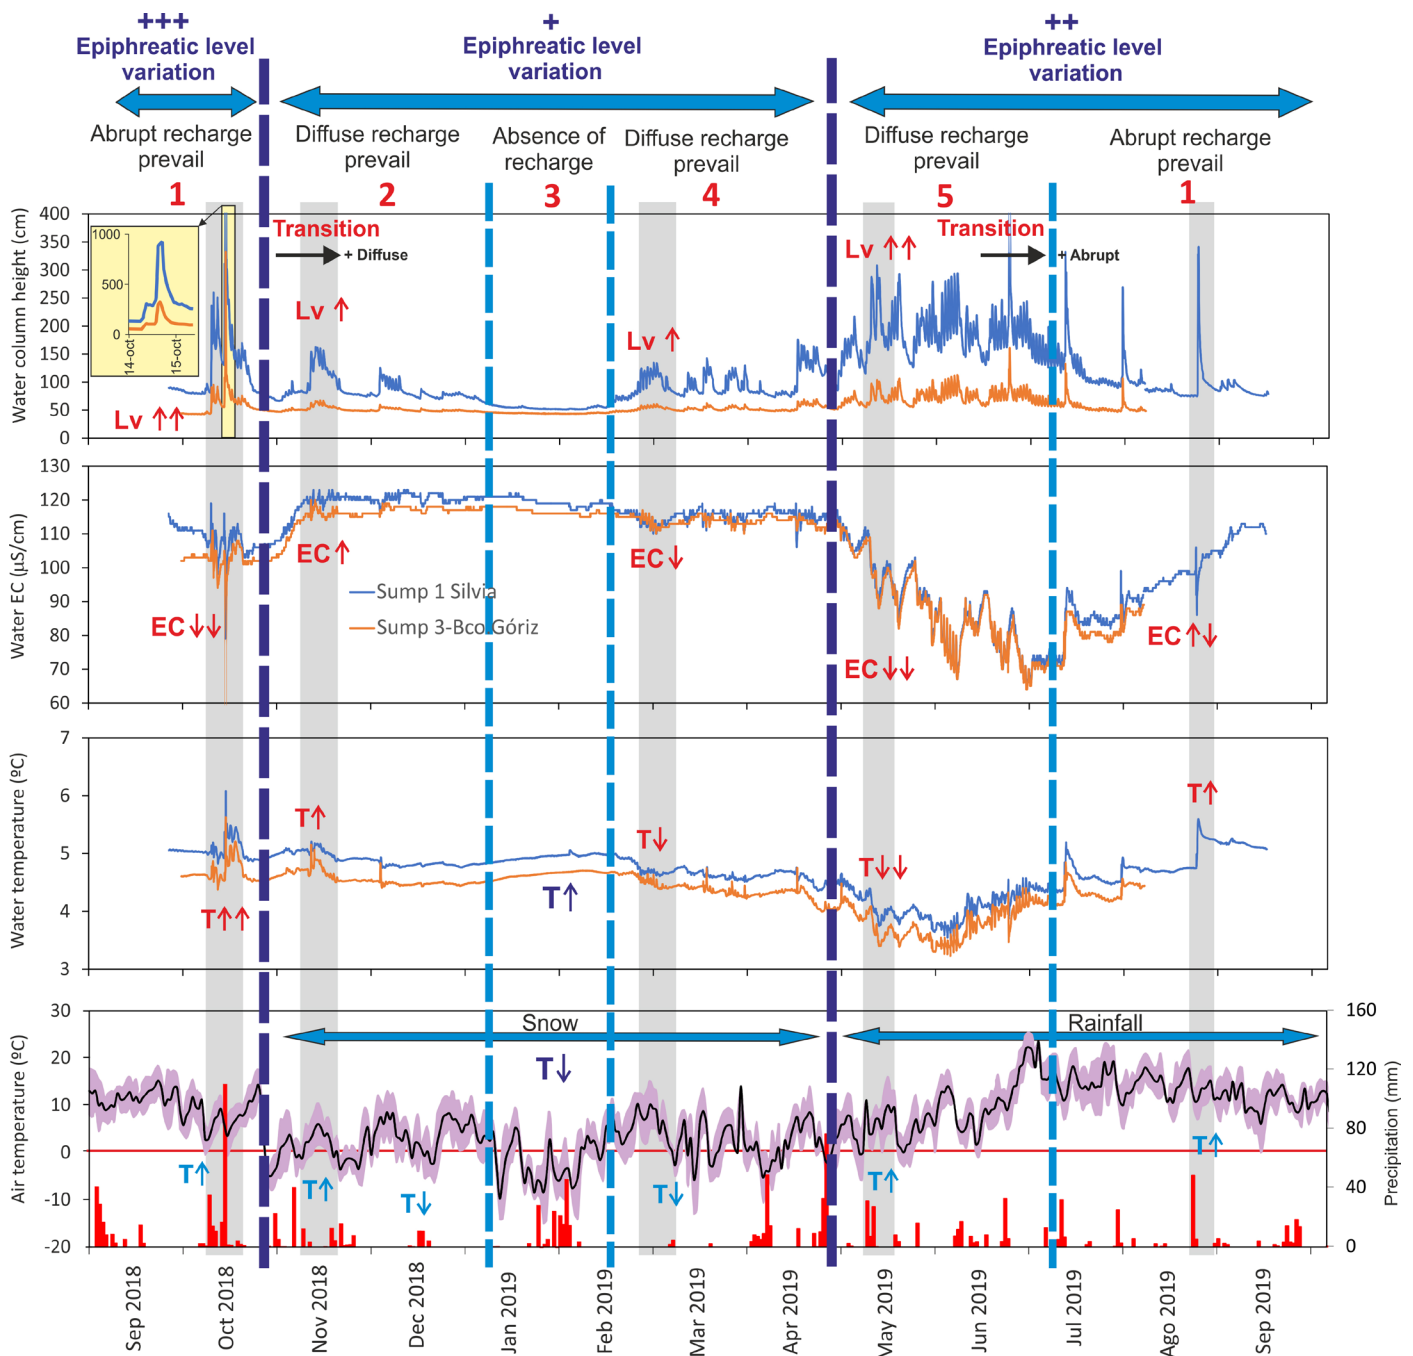 +++
Epiphreatic level
variation
+
Epiphreatic level
variation
++
Epiphreatic level
variation
Abrupt recharge
prevail
Diffuse recharge
prevail
Absence of
recharge
Diffuse recharge
prevail
Diffuse recharge
prevail
Abrupt recharge
prevail
1
2
3
4
5
1
Water column height (cm)
400
350
300
250
200
150
100
50
0
1000
500
0
14-oct
15-oct
Transition
+ Diffuse
Transition
+ Abrupt
Lv ↑↑
Lv ↑
Lv ↑
Lv ↑↑
Water EC (µS/cm)
130
120
110
100
90
80
70
60
EC ↓↓
EC ↑
EC ↓
EC ↓↓
EC ↑↓
Sump 1 Silvia
Sump 3-Bco Góriz
Water temperature (ºC)
7
6
5
4
3
T ↑↑
T ↑
T ↑
T ↓
T ↓↓
T ↑
Air temperature (ºC)
30
20
10
0
-10
-20
Snow
Rainfall
T ↑
T ↑
T ↓
T ↓
T ↓
T ↑
T ↑
160
120
80
40
0
Precipitation (mm)
Sep 2018
Oct 2018
Nov 2018
Dec 2018
Jan 2019
Feb 2019
Mar 2019
Apr 2019
May 2019
Jun 2019
Jul 2019
Ago 2019
Sep 2019